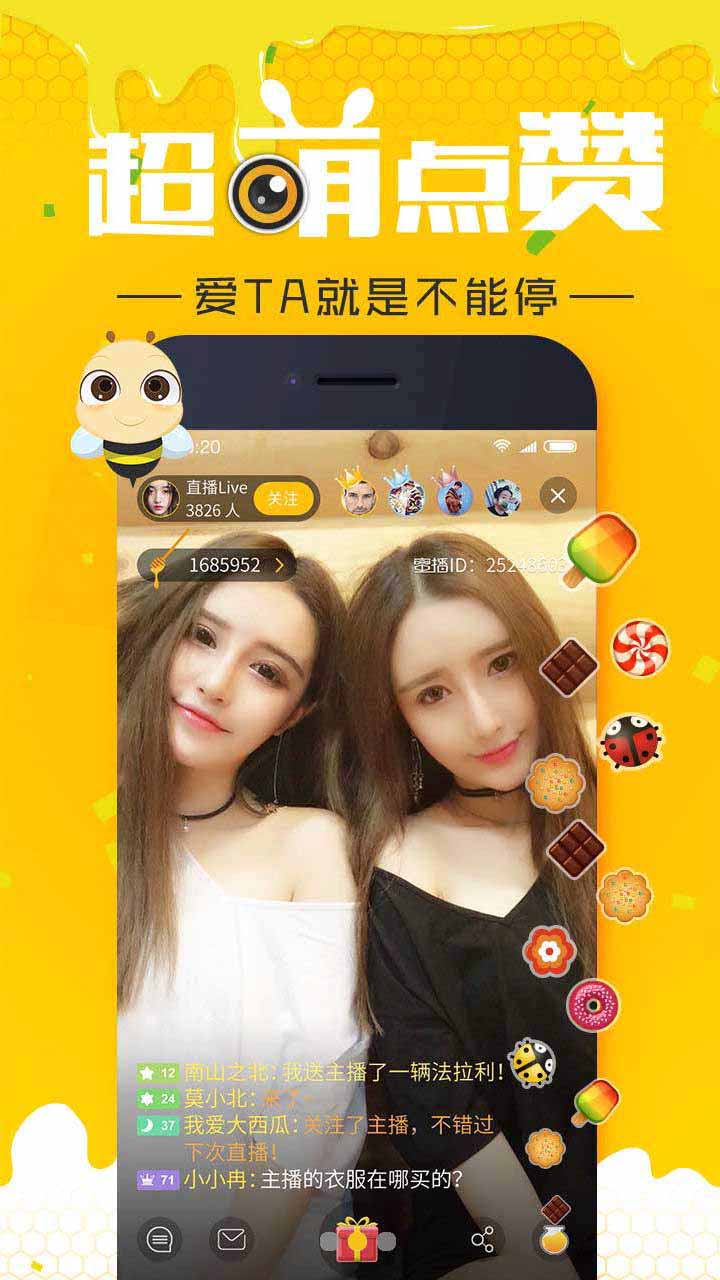 超萌点赞
爱TA就是不能停
:20
直播Live
3826 人
关注
1685952
蜜播ID：25248603
12 南山之北：我送主播了一辆法拉利！
24 莫小北：来了~
37 我爱大西瓜：关注了主播，不错过
下次直播！
71 小小冉：主播的衣服在哪买的？